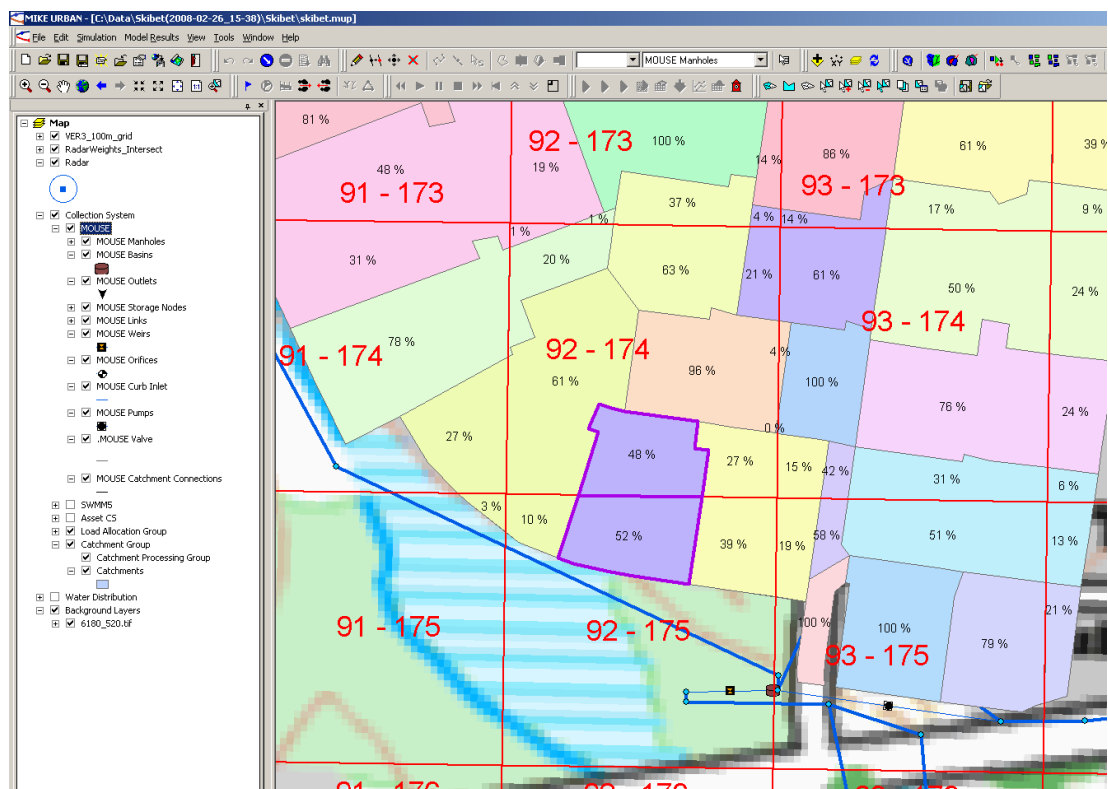 MIKE URBAN - [C:\Data\Skibet(2008-02-26_15-38)\Skibet\skibet.mup]
File Edit Simulation Model Results View Tools Window Help
MOUSE Manholes
Map
VER3_100m_grid
RadarWeights_Intersect
Radar
Collection System
MOUSE
MOUSE Manholes
MOUSE Basins
MOUSE Outlets
MOUSE Storage Nodes
MOUSE Links
MOUSE Weirs
MOUSE Orifices
MOUSE Curb Inlet
MOUSE Pumps
.MOUSE Valve
MOUSE Catchment Connections
SWMM5
Asset CS
Load Allocation Group
Catchment Group
Catchment Processing Group
Catchments
Water Distribution
Background Layers
6180_520.tif
81 %
92 - 173
100 %
61 %
39 %
48 %
19 %
14 %
86 %
91 - 173
93 - 173
37 %
17 %
9 %
1 %
4 %
14 %
1 %
31 %
20 %
63 %
21 %
61 %
50 %
24 %
93 - 174
78 %
91 - 174
92 - 174
4 %
61 %
96 %
100 %
76 %
24 %
27 %
0 %
48 %
27 %
15 %
42 %
31 %
6 %
3 %
10 %
52 %
39 %
19 %
58 %
51 %
13 %
21 %
91 - 175
92 - 175
100 %
100 %
79 %
93 - 175
91 - 176